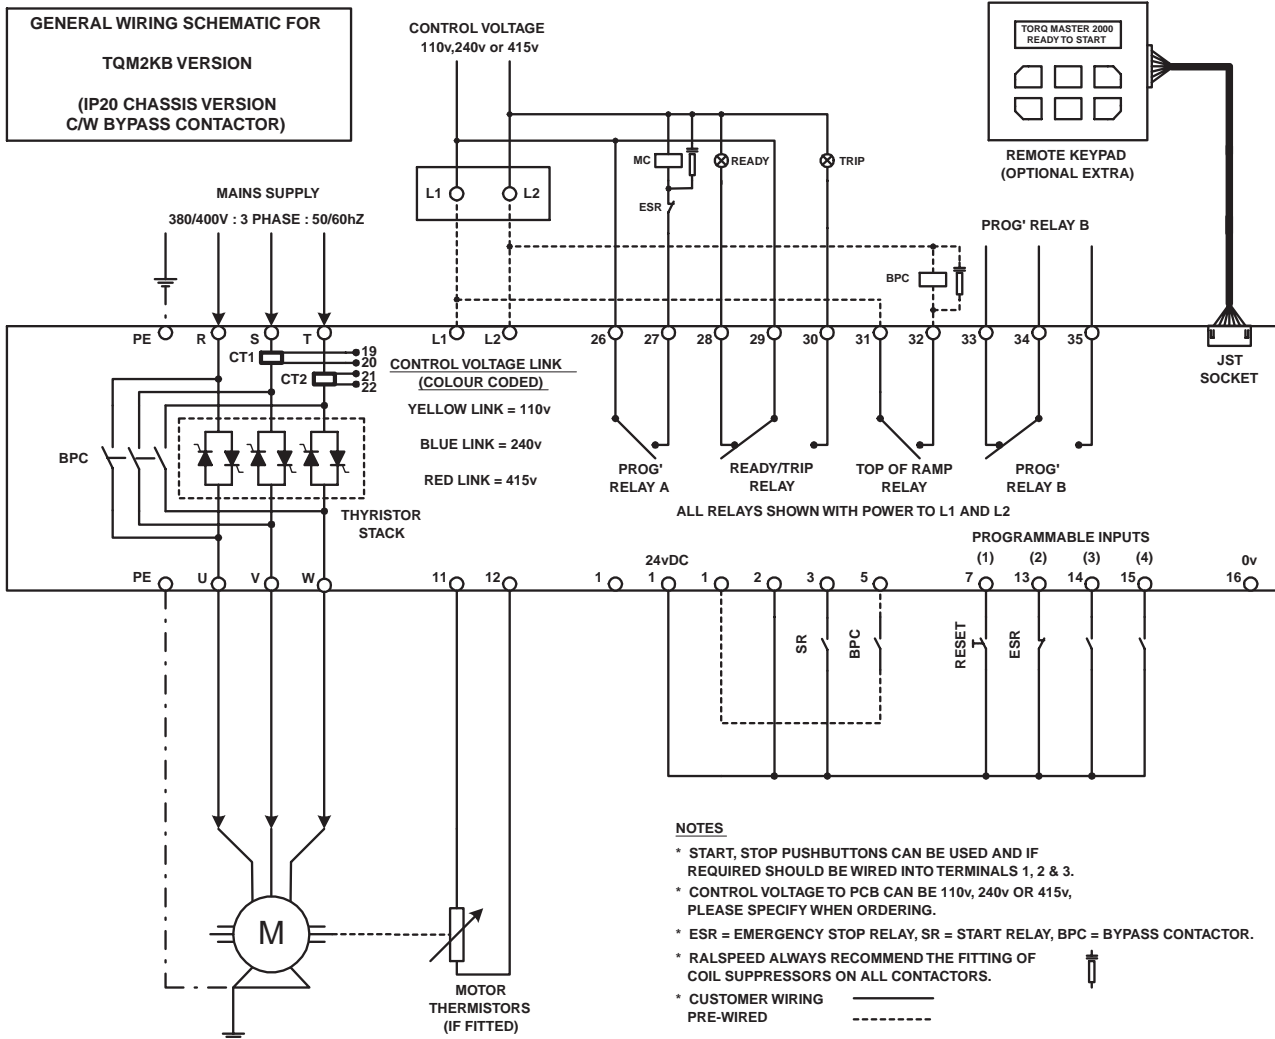 GENERAL WIRING SCHEMATIC FOR
TQM2KB VERSION
(IP20 CHASSIS VERSION
C/W BYPASS CONTACTOR)
CONTROL VOLTAGE
110v,240v or 415v
TORQ MASTER 2000
READY TO START
REMOTE KEYPAD
(OPTIONAL EXTRA)
MAINS SUPPLY
380/400V : 3 PHASE : 50/60hZ
L1
L2
MC
READY
TRIP
ESR
BPC
PROG' RELAY B
PE
R
S
T
L1
L2
26
27
28
29
30
31
32
33
34
35
JST
SOCKET
CT1
19
20
CT2
21
22
CONTROL VOLTAGE LINK
(COLOUR CODED)
YELLOW LINK = 110v
BLUE LINK = 240v
RED LINK = 415v
BPC
THYRISTOR
STACK
PROG'
RELAY A
READY/TRIP
RELAY
TOP OF RAMP
RELAY
PROG'
RELAY B
ALL RELAYS SHOWN WITH POWER TO L1 AND L2
PROGRAMMABLE INPUTS
24vDC
(1)
(2)
(3)
(4)
0v
PE
U
V
W
11
12
1
1
1
2
3
5
7
13
14
15
16
SR
BPC
RESET
ESR
M
MOTOR
THERMISTORS
(IF FITTED)
NOTES
* START, STOP PUSHBUTTONS CAN BE USED AND IF
REQUIRED SHOULD BE WIRED INTO TERMINALS 1, 2 & 3.
* CONTROL VOLTAGE TO PCB CAN BE 110v, 240v OR 415v,
PLEASE SPECIFY WHEN ORDERING.
* ESR = EMERGENCY STOP RELAY, SR = START RELAY, BPC = BYPASS CONTACTOR.
* RALSPEED ALWAYS RECOMMEND THE FITTING OF
COIL SUPPRESSORS ON ALL CONTACTORS.
* CUSTOMER WIRING
PRE-WIRED